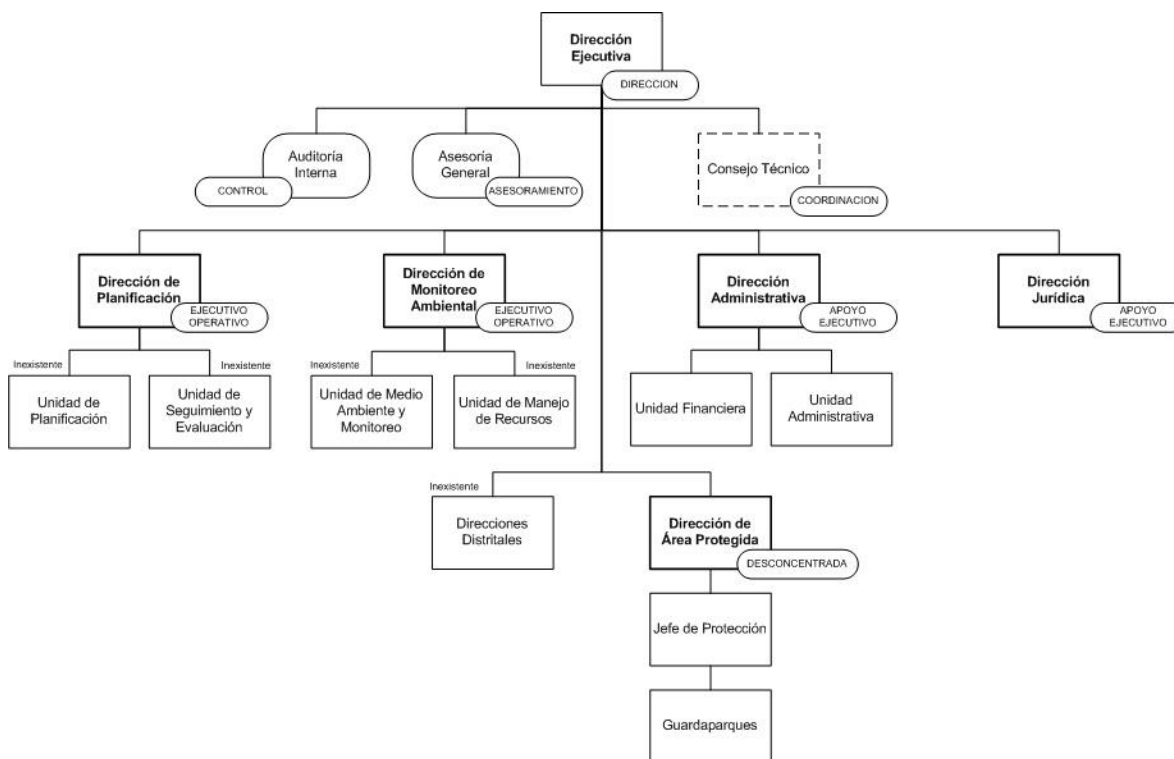 Dirección
Ejecutiva
DIRECCION
Auditoría
Interna
CONTROL
Asesoría
General
ASESORAMIENTO
Consejo Técnico
COORDINACION
Dirección de
Planificación
EJECUTIVO
OPERATIVO
Dirección de
Monitoreo
Ambiental
EJECUTIVO
OPERATIVO
Dirección
Administrativa
APOYO
EJECUTIVO
Dirección
Jurídica
APOYO
EJECUTIVO
Inexistente
Unidad de
Planificación
Inexistente
Unidad de
Seguimiento y
Evaluación
Inexistente
Unidad de Medio
Ambiente y
Monitoreo
Inexistente
Unidad de Manejo
de Recursos
Unidad Financiera
Unidad
Administrativa
Inexistente
Direcciones
Distritales
Dirección de
Área Protegida
DESCONCENTRADA
Jefe de Protección
Guardaparques